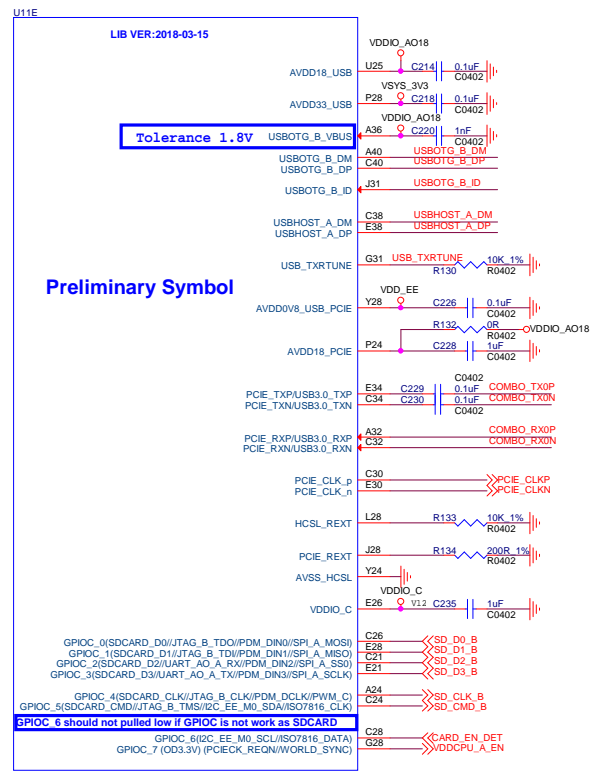 U11E
LIB VER:2018-03-15
VDDIO_AO18
AVDD18_USB U25 C214 0.1uF
C0402
VSYS_3V3
AVDD33_USB P28 C218 0.1uF
C0402
VDDIO_AO18
Tolerance 1.8V USBOTG_B_VBUS A36 C220 1nF
C0402
USBOTG_B_DM A40 USBOTG_B_DM
USBOTG_B_DP C40 USBOTG_B_DP
USBOTG_B_ID J31 USBOTG_B_ID
USBHOST_A_DM C38 USBHOST_A_DM
USBHOST_A_DP E38 USBHOST_A_DP
USB_TXRTUNE G31 USB_TXRTUNE 10K_1%
R130 R0402
Preliminary Symbol
VDD_EE
AVDD0V8_USB_PCIE Y28 C226 0.1uF
C0402
R132 0R
R0402 VDDIO_AO18
AVDD18_PCIE P24 C228 1uF
C0402
C0402
PCIE_TXP/USB3.0_TXP E34 C229 0.1uF COMBO_TX0P
PCIE_TXN/USB3.0_TXN C34 C230 0.1uF COMBO_TX0N
C0402
PCIE_RXP/USB3.0_RXP A32 COMBO_RX0P
PCIE_RXN/USB3.0_RXN C32 COMBO_RX0N
PCIE_CLK_p C30 PCIE_CLKP
PCIE_CLK_n E30 PCIE_CLKN
HCSL_REXT L28 R133 10K_1%
R0402
PCIE_REXT J28 R134 200R_1%
R0402
AVSS_HCSL Y24
VDDIO_C
VDDIO_C E26 V12 C235 1uF
C0402
GPIOC_0(SDCARD_D0//JTAG_B_TDO//PDM_DIN0//SPI_A_MOSI) C26 SD_D0_B
GPIOC_1(SDCARD_D1//JTAG_B_TDI//PDM_DIN1//SPI_A_MISO) E28 SD_D1_B
GPIOC_2(SDCARD_D2//UART_AO_A_RX//PDM_DIN2//SPI_A_SS0) C21 SD_D2_B
GPIOC_3(SDCARD_D3//UART_AO_A_TX//PDM_DIN3//SPI_A_SCLK) E21 SD_D3_B
GPIOC_4(SDCARD_CLK//JTAG_B_CLK//PDM_DCLK//PWM_C) A24 SD_CLK_B
GPIOC_5(SDCARD_CMD//JTAG_B_TMS//I2C_EE_M0_SDA//ISO7816_CLK) C24 SD_CMD_B
GPIOC_6 should not pulled low if GPIOC is not work as SDCARD
GPIOC_6(I2C_EE_M0_SCL//ISO7816_DATA) C28 CARD_EN_DET
GPIOC_7 (OD3.3V) (PCIECK_REQN//WORLD_SYNC) G28 VDDCPU_A_EN